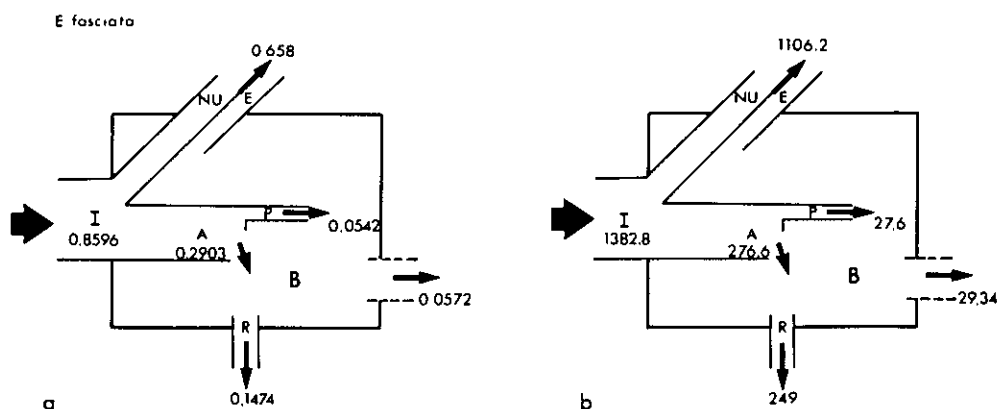 E fasciata
0 658
NU
E
I
0.8596
A
0.2903
P
0,0542
B
0 0572
R
0,1474
a
1106.2
NU
E
I
1382.8
A
276.6
P
27,6
B
29,34
R
249
b